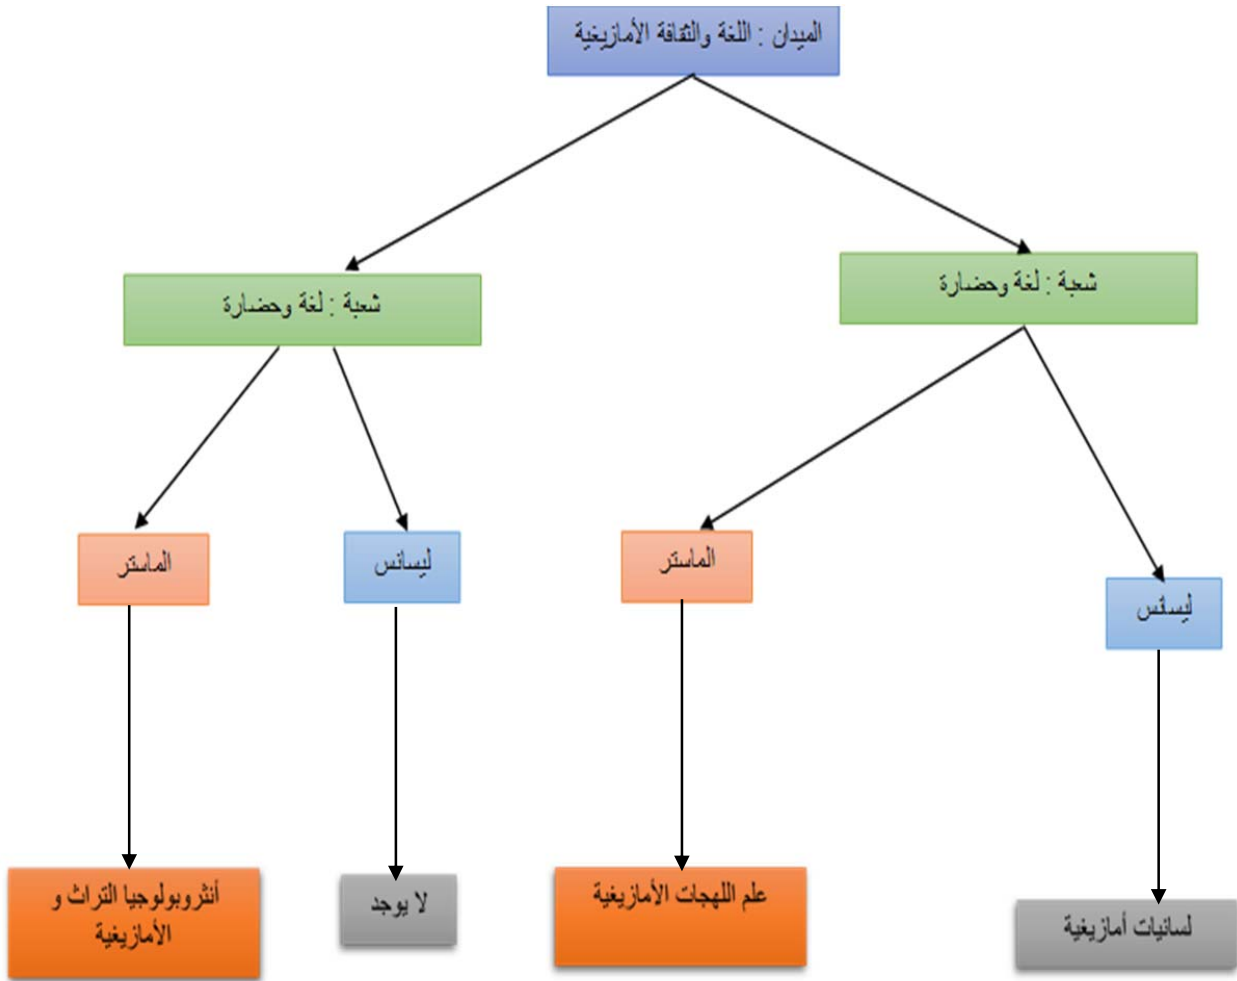 الميدان : اللغة والثقافة الأمازيغية
شعبة : لغة وحضارة
شعبة : لغة وحضارة
ليسانس
الماستر
ليسانس
الماستر
لسانيات أمازيغية
علم اللهجات الأمازيغية
لا يوجد
أنثروبولوجيا التراث و
الأمازيغية